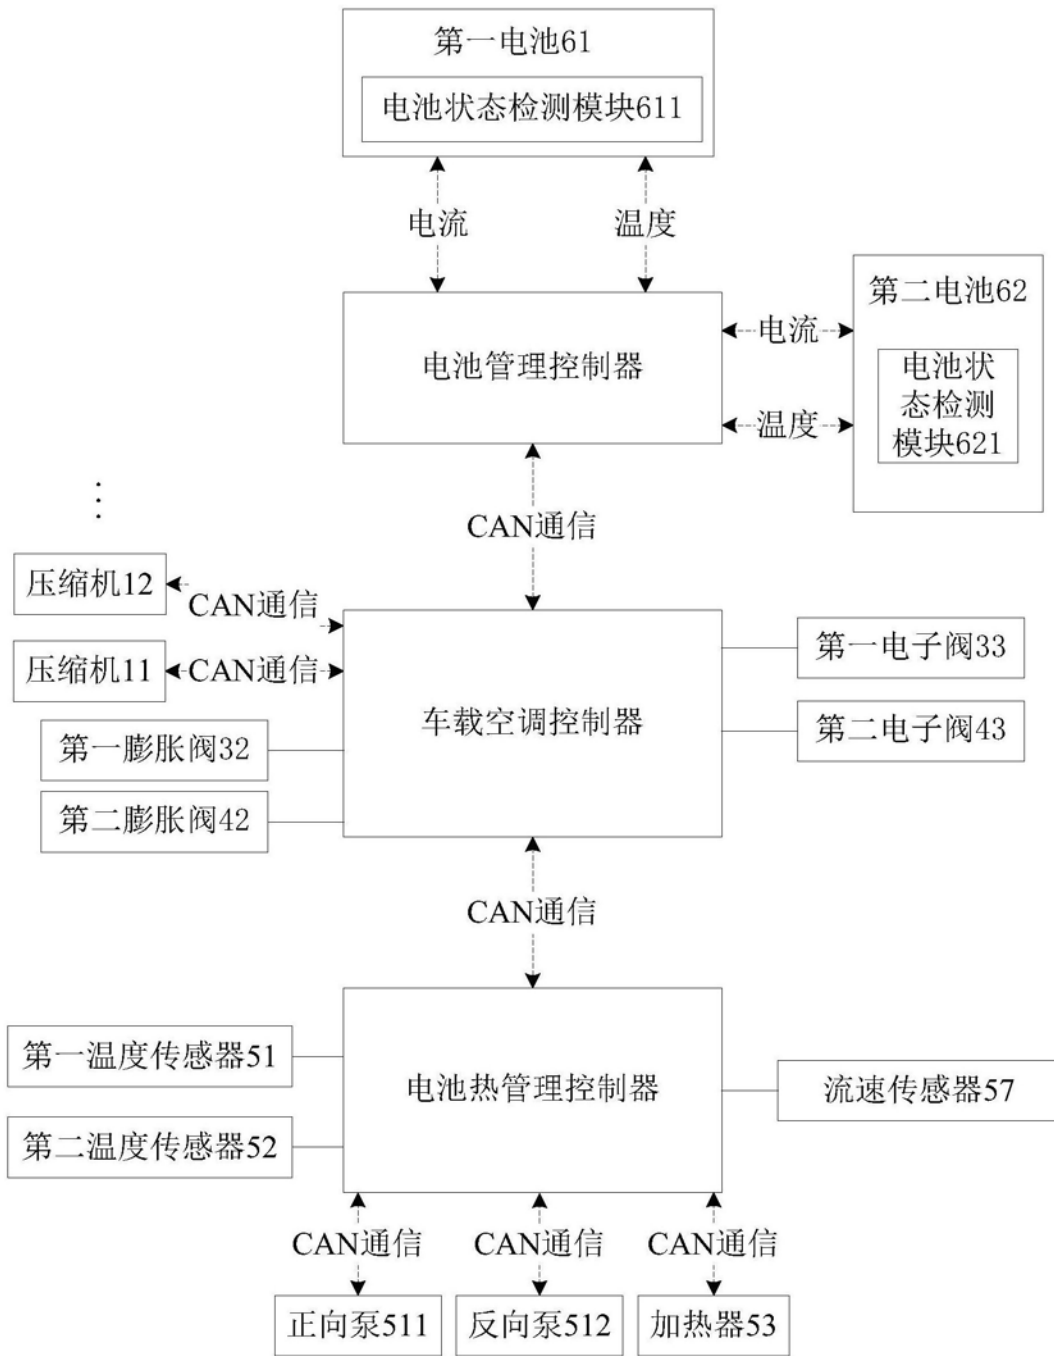 第一电池61
电池状态检测模块611
电流
温度
第二电池62
电流
电池管理控制器
电池状
态检测
模块621
温度
⋮
CAN通信
压缩机12
CAN通信
第一电子阀33
压缩机11
CAN通信
车载空调控制器
第二电子阀43
第一膨胀阀32
第二膨胀阀42
CAN通信
第一温度传感器51
电池热管理控制器
流速传感器57
第二温度传感器52
CAN通信
CAN通信
CAN通信
正向泵511
反向泵512
加热器53